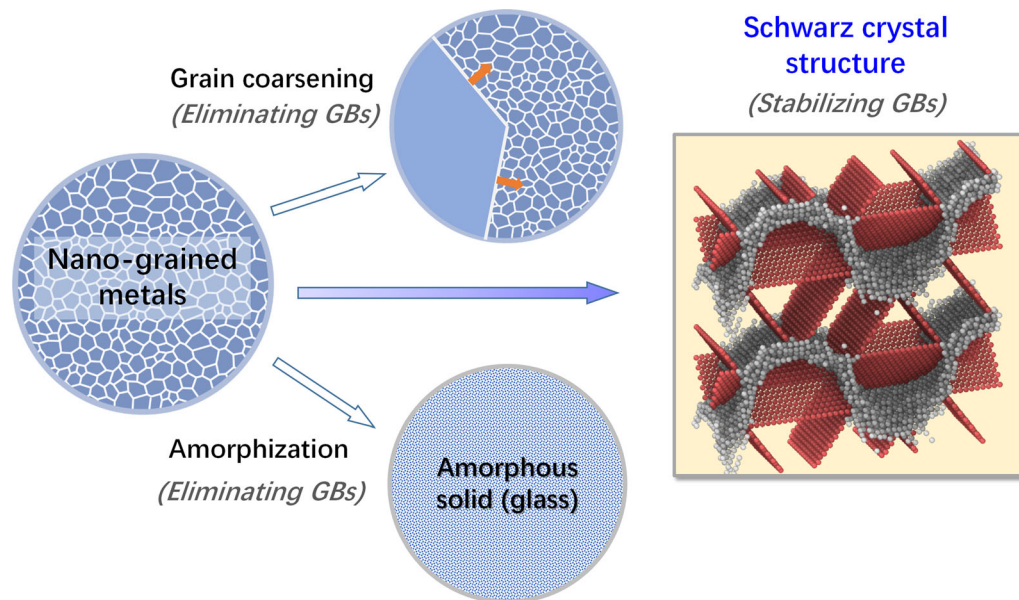 Grain coarsening
(Eliminating GBs)
Schwarz crystal
structure
(Stabilizing GBs)
Nano-grained
metals
Amorphization
(Eliminating GBs)
Amorphous
solid (glass)